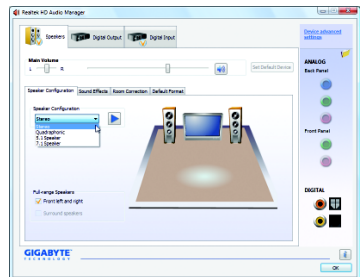 Realtek HD Audio Manager
Speakers
Digital Output
Digital Input
Device advanced
settings
Main Volume
L
R
Set Default Device
ANALOG
Back Panel
Speaker Configuration
Sound Effects
Room Correction
Default Format
Speaker Configuration
Stereo
Stereo
Quadraphonic
5.1 Speaker
7.1 Speaker
Front Panel
Full-range Speakers
Front left and right
Surround speakers
DIGITAL
GIGABYTE
TECHNOLOGY
OK